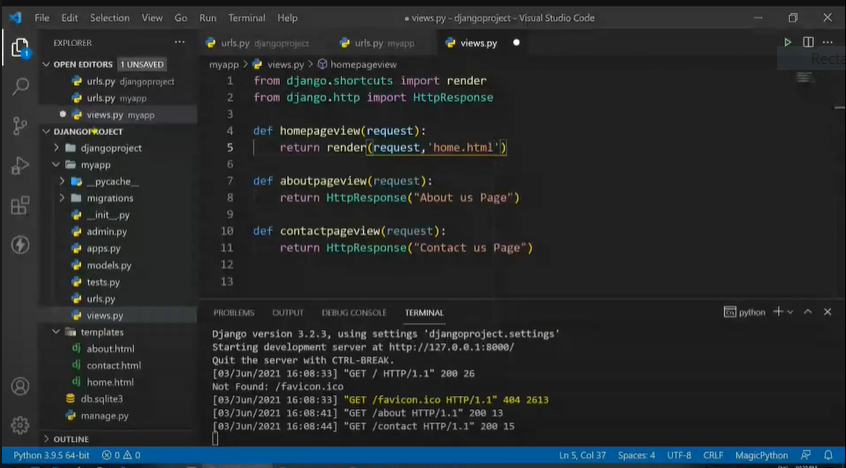 File Edit Selection View Go Run Terminal Help
● views.py - djangoproject - Visual Studio Code
EXPLORER
OPEN EDITORS 1 UNSAVED
urls.py djangoproject
urls.py myapp
views.py myapp
DJANGOPROJECT
djangoproject
myapp
__pycache__
migrations
__init__.py
admin.py
apps.py
models.py
tests.py
urls.py
views.py
templates
about.html
contact.html
home.html
db.sqlite3
manage.py
OUTLINE
urls.py djangoproject
urls.py myapp
views.py
myapp > views.py > homepageview
1 from django.shortcuts import render
2 from django.http import HttpResponse
3
4 def homepageview(request):
5 return render(request,'home.html')
6
7 def aboutpageview(request):
8 return HttpResponse("About us Page")
9
10 def contactpageview(request):
11 return HttpResponse("Contact us Page")
12
13
PROBLEMS OUTPUT DEBUG CONSOLE TERMINAL
python
Django version 3.2.3, using settings 'djangoproject.settings'
Starting development server at http://127.0.0.1:8000/
Quit the server with CTRL-BREAK.
[03/Jun/2021 16:08:33] "GET / HTTP/1.1" 200 26
Not Found: /favicon.ico
[03/Jun/2021 16:08:33] "GET /favicon.ico HTTP/1.1" 404 2613
[03/Jun/2021 16:08:41] "GET /about HTTP/1.1" 200 13
[03/Jun/2021 16:08:44] "GET /contact HTTP/1.1" 200 15
Python 3.9.5 64-bit 0 0
Ln 5, Col 37 Spaces: 4 UTF-8 CRLF MagicPython